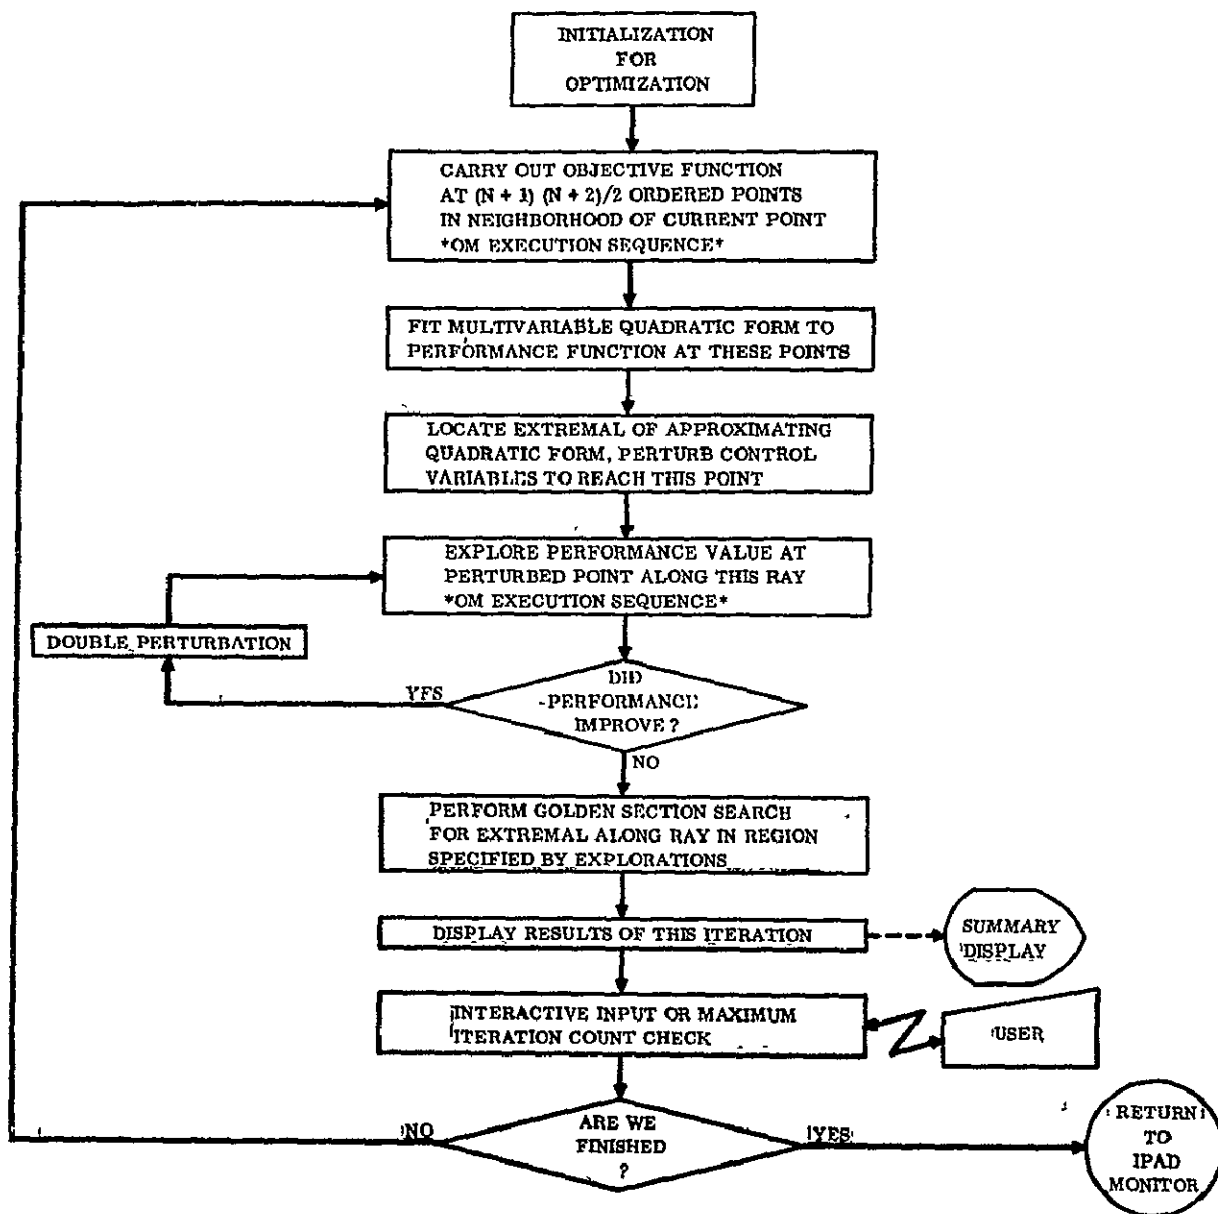 INITIALIZATION
FOR
OPTIMIZATION
CARRY OUT OBJECTIVE FUNCTION
AT (N + 1) (N + 2)/2 ORDERED POINTS
IN NEIGHBORHOOD OF CURRENT POINT
*OM EXECUTION SEQUENCE*
FIT MULTIVARIABLE QUADRATIC FORM TO
PERFORMANCE FUNCTION AT THESE POINTS
LOCATE EXTREMAL OF APPROXIMATING
QUADRATIC FORM, PERTURB CONTROL
VARIABLES TO REACH THIS POINT
EXPLORE PERFORMANCE VALUE AT
PERTURBED POINT ALONG THIS RAY
*OM EXECUTION SEQUENCE*
DOUBLE PERTURBATION
YES
DID
PERFORMANCE
IMPROVE ?
NO
PERFORM GOLDEN SECTION SEARCH
FOR EXTREMAL ALONG RAY IN REGION
SPECIFIED BY EXPLORATIONS
DISPLAY RESULTS OF THIS ITERATION
SUMMARY
DISPLAY
INTERACTIVE INPUT OR MAXIMUM
ITERATION COUNT CHECK
USER
NO
ARE WE
FINISHED
?
YES
RETURN
TO
IPAD
MONITOR